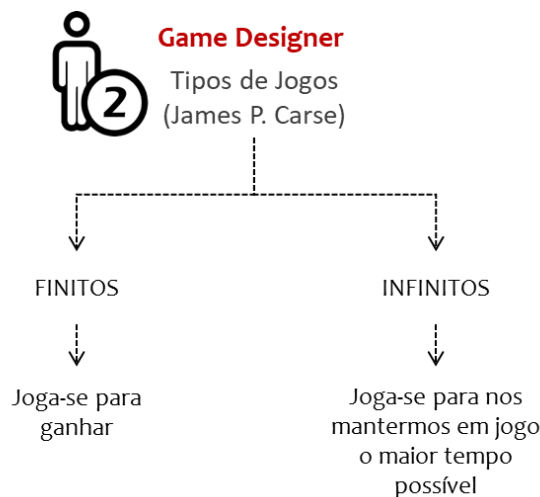 2
Game Designer
Tipos de Jogos
(James P. Carse)
FINITOS
INFINITOS
Joga-se para
ganhar
Joga-se para nos
mantermos em jogo
o maior tempo
possível